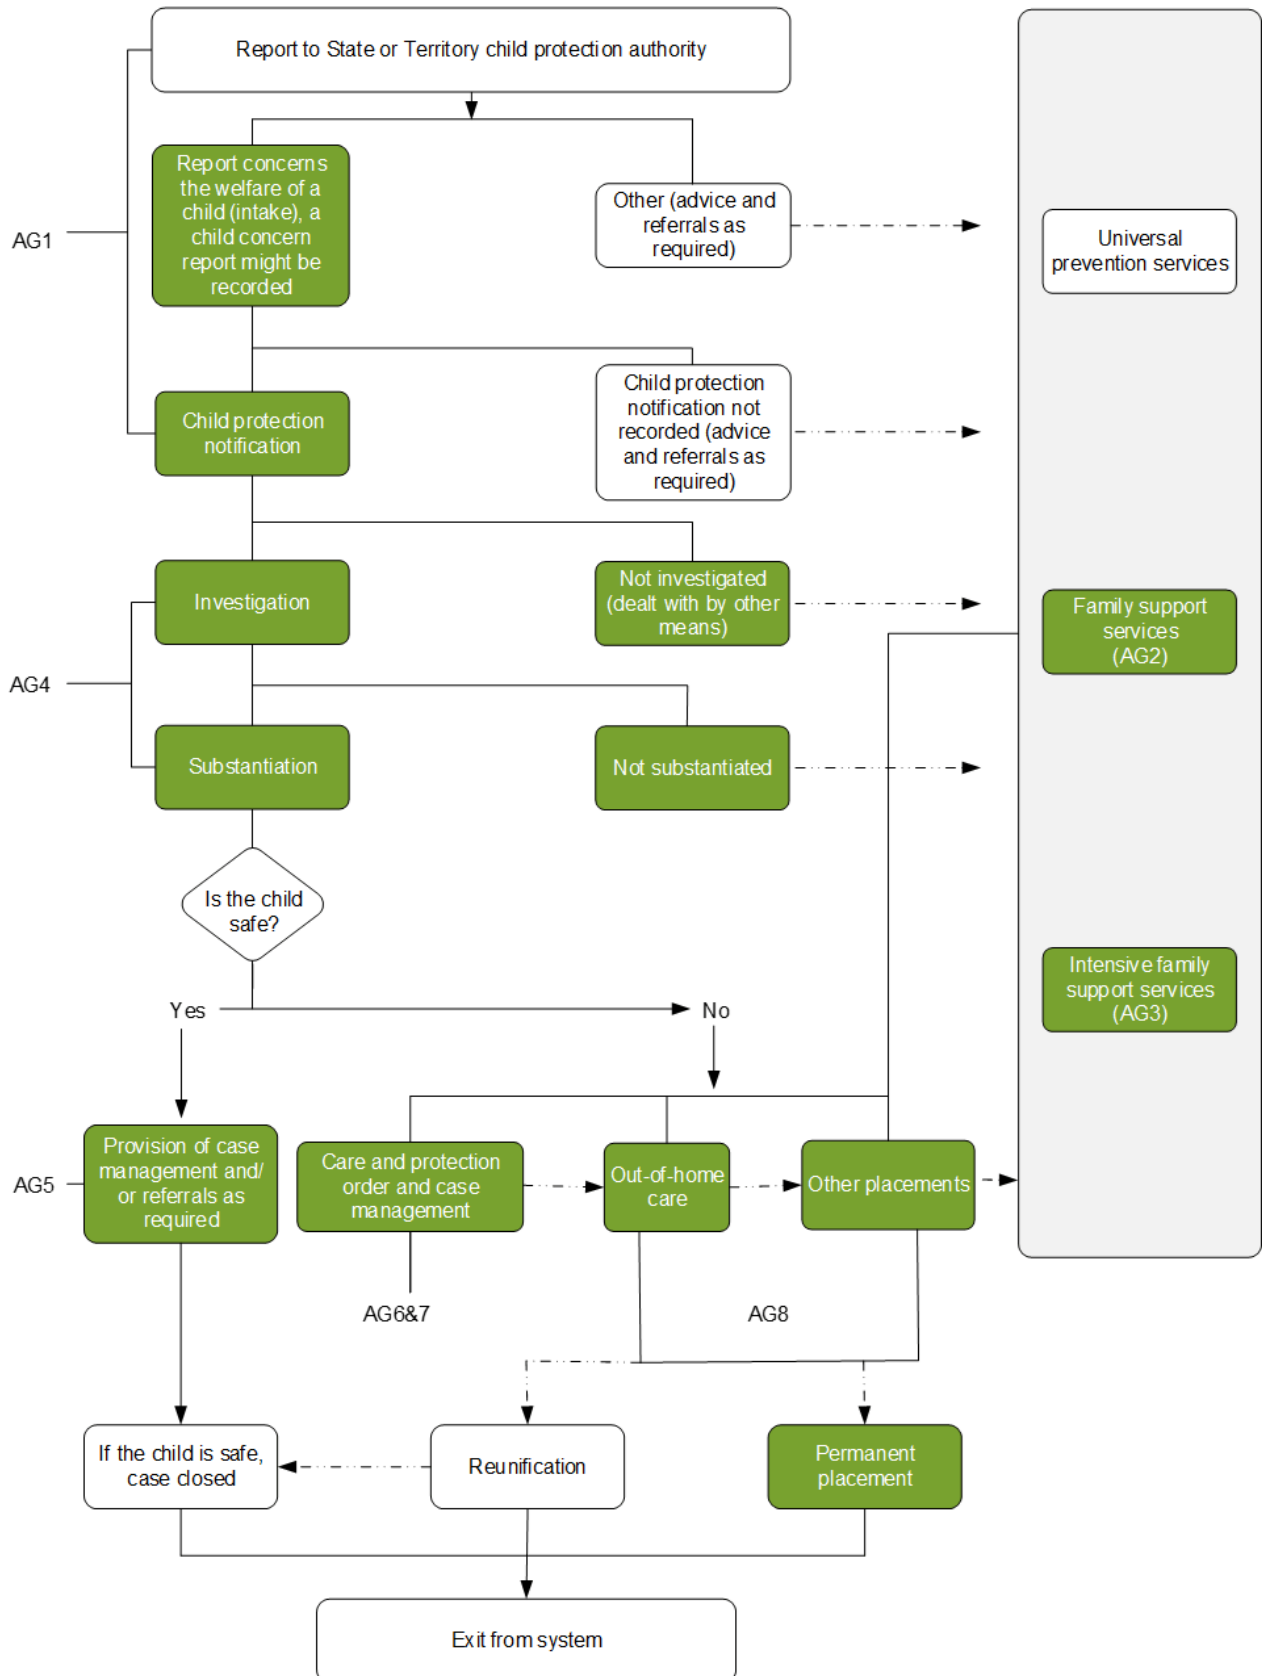 Report to State or Territory child protection authority
Report concerns
the welfare of a
child (intake), a
child concern
report might be
recorded
Other (advice and
referrals as
required)
Universal
prevention services
AG1
Child protection
notification
Child protection
notification not
recorded (advice
and referrals as
required)
Investigation
Not investigated
(dealt with by other
means)
Family support
services
(AG2)
AG4
Substantiation
Not substantiated
Is the child
safe?
Intensive family
support services
(AG3)
Yes
No
AG5
Provision of case
management and/
or referrals as
required
Care and protection
order and case
management
Out-of-home
care
Other placements
AG6&7
AG8
If the child is safe,
case closed
Reunification
Permanent
placement
Exit from system